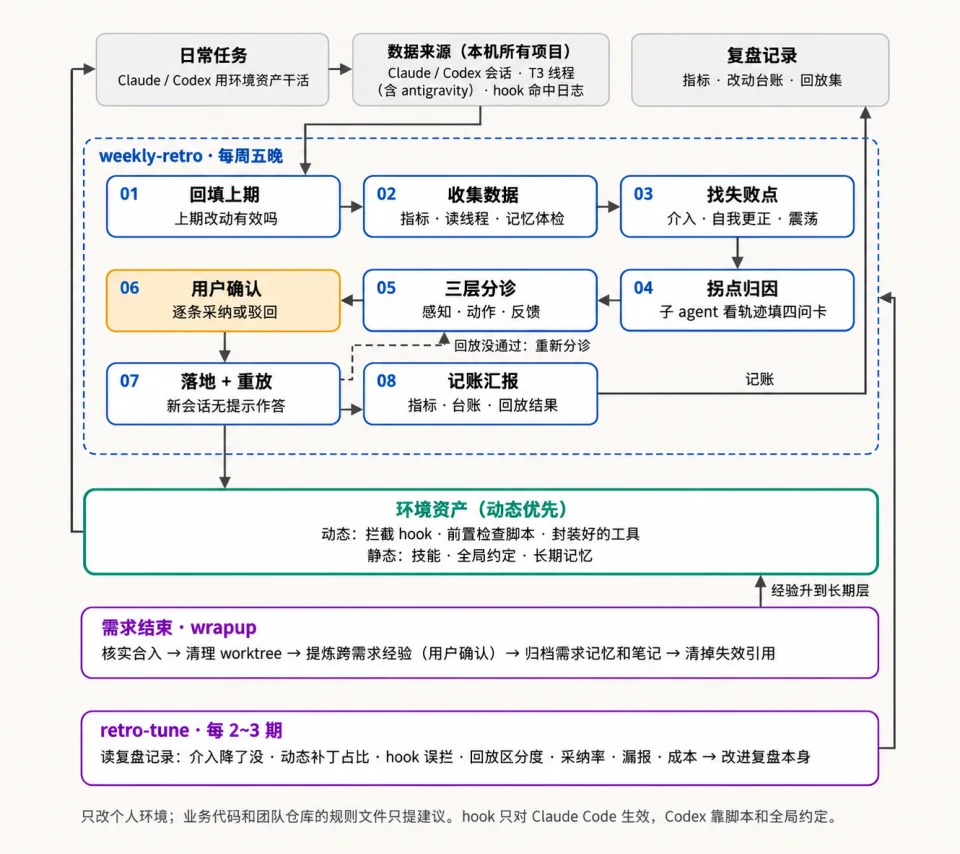 日常任务
Claude / Codex 用环境资产干活
数据来源（本机所有项目）
Claude / Codex 会话 · T3 线程
（含 antigravity）· hook 命中日志
复盘记录
指标 · 改动台账 · 回放集
weekly-retro · 每周五晚
01 回填上期
上期改动有效吗
02 收集数据
指标 · 读线程 · 记忆体检
03 找失败点
介入 · 自我更正 · 震荡
06 用户确认
逐条采纳或驳回
05 三层分诊
感知 · 动作 · 反馈
04 拐点归因
子 agent 看轨迹填四问卡
回放没通过：重新分诊
07 落地 + 重放
新会话无提示作答
08 记账汇报
指标 · 台账 · 回放结果
记账
环境资产（动态优先）
动态：拦截 hook · 前置检查脚本 · 封装好的工具
静态：技能 · 全局约定 · 长期记忆
经验升到长期层
需求结束 · wrapup
核实合入 → 清理 worktree → 提炼跨需求经验（用户确认）→ 归档需求记忆和笔记 → 清掉失效引用
retro-tune · 每 2~3 期
读复盘记录：介入降了没 · 动态补丁占比 · hook 误拦 · 回放区分度 · 采纳率 · 漏报 · 成本 → 改进复盘本身
只改个人环境；业务代码和团队仓库的规则文件只提建议。hook 只对 Claude Code 生效，Codex 靠脚本和全局约定。